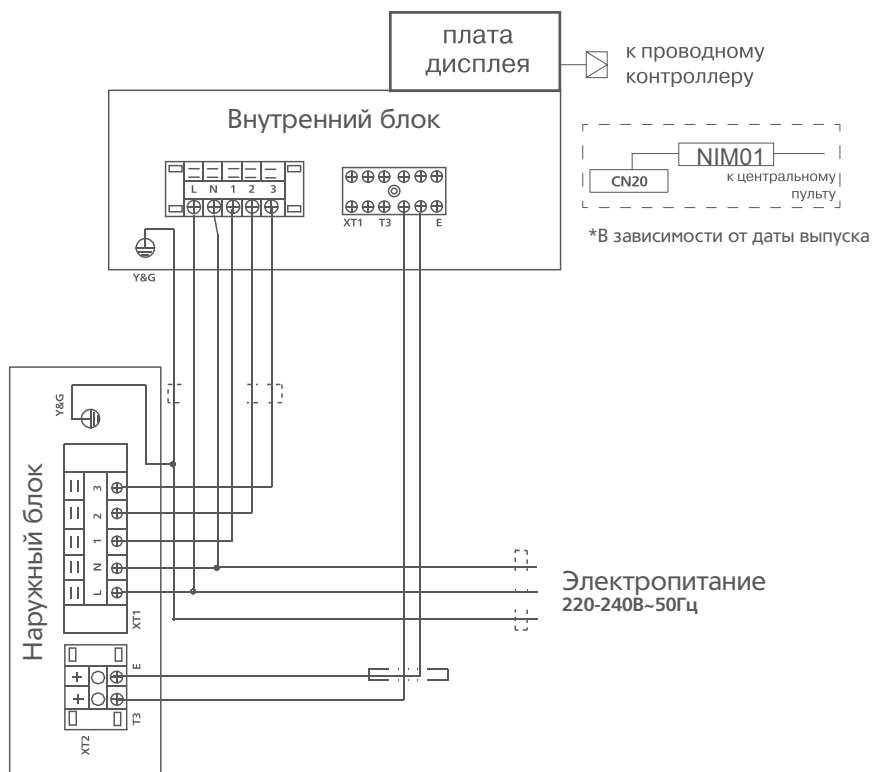 плата
дисплея
к проводному
контроллеру
Внутренний блок
L N 1 2 3
XT1 T3 E
Y&G
NIM01
CN20
к центральному
пульту
*В зависимости от даты выпуска
Наружный блок
Y&G
3
2
1
N
L
XT1
Электропитание
220-240В~50Гц
E
T3
XT2